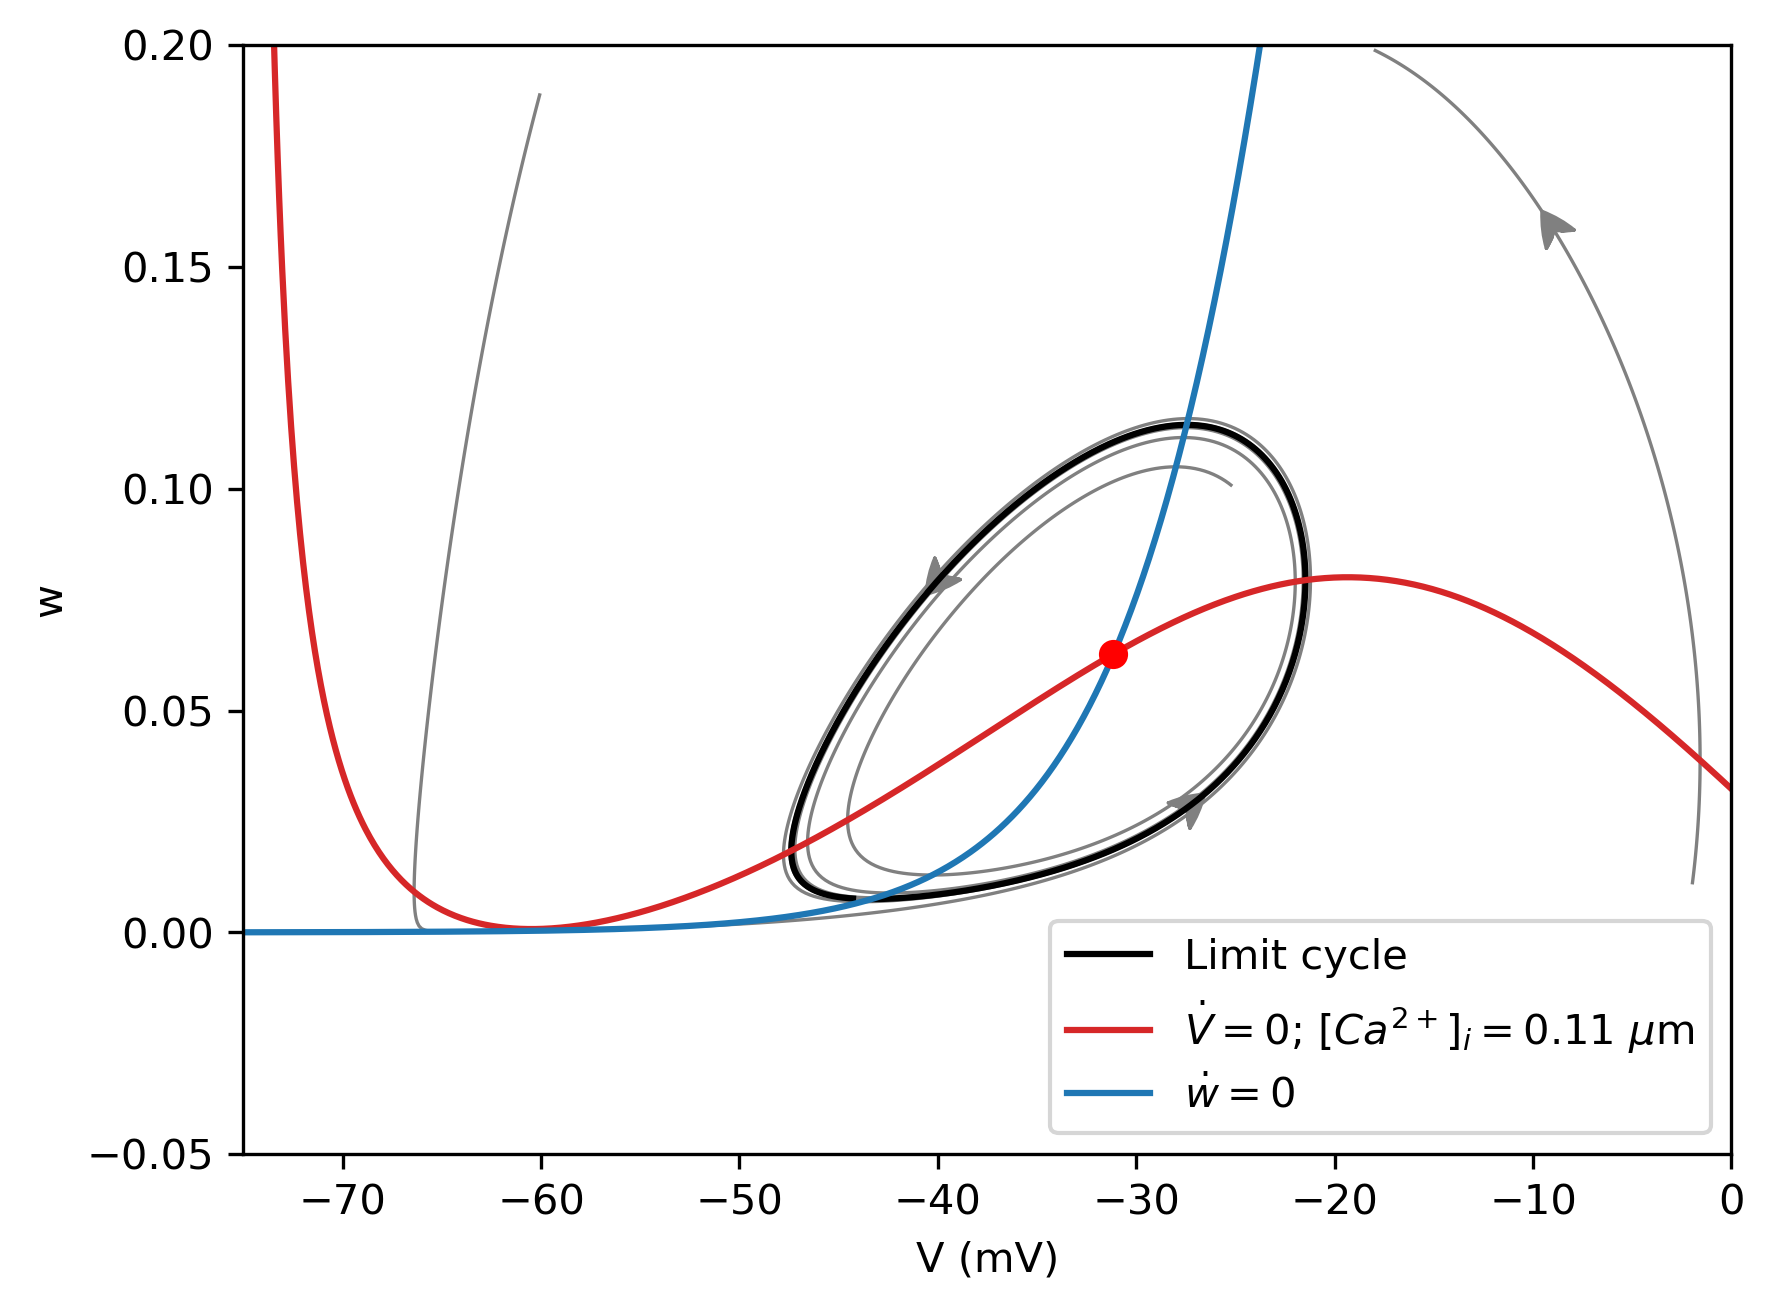 0.20
0.15
0.10
0.05
0.00
−0.05
w
−70 −60 −50 −40 −30 −20 −10 0
V (mV)
Limit cycle
V̇ = 0; [Ca²⁺]ᵢ = 0.11 μm
ẇ = 0